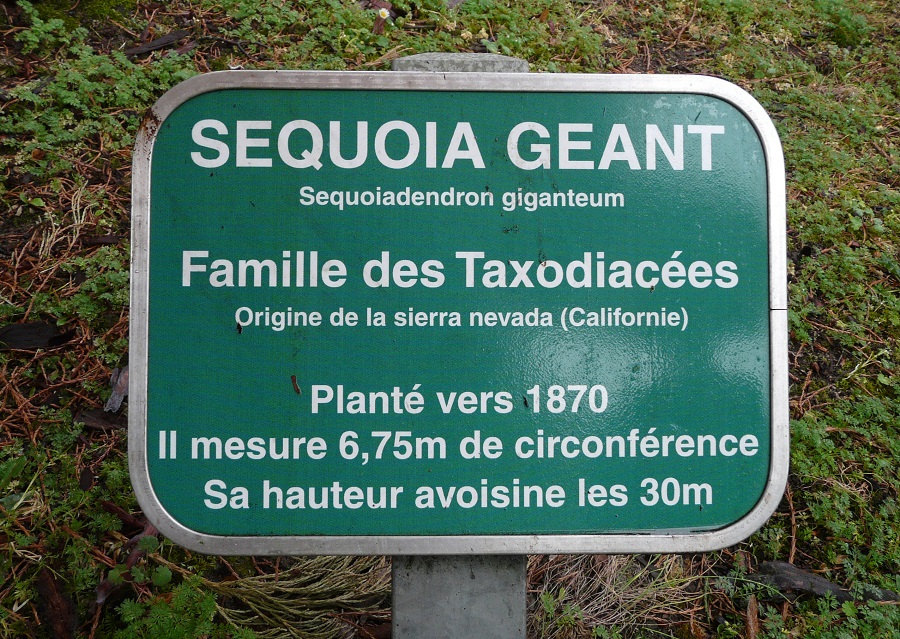 SEQUOIA GEANT
Sequoiadendron giganteum
Famille des Taxodiacées
Origine de la sierra nevada (Californie)
Planté vers 1870
Il mesure 6,75m de circonférence
Sa hauteur avoisine les 30m